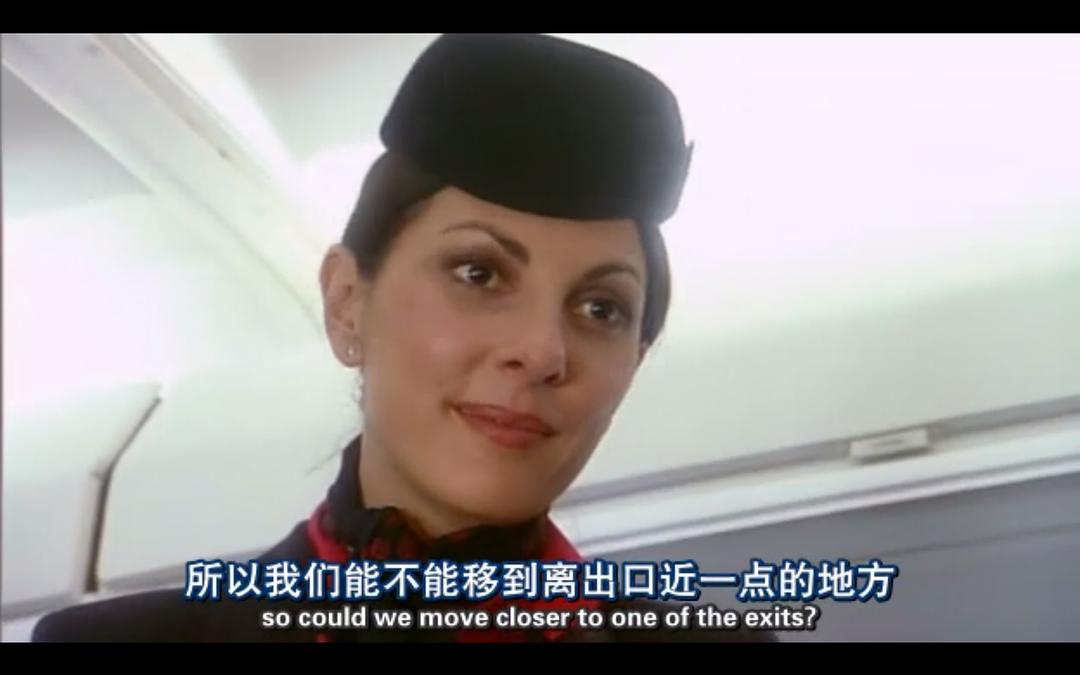 所以我们能不能移到离出口近一点的地方
so could we move closer to one of the exits?